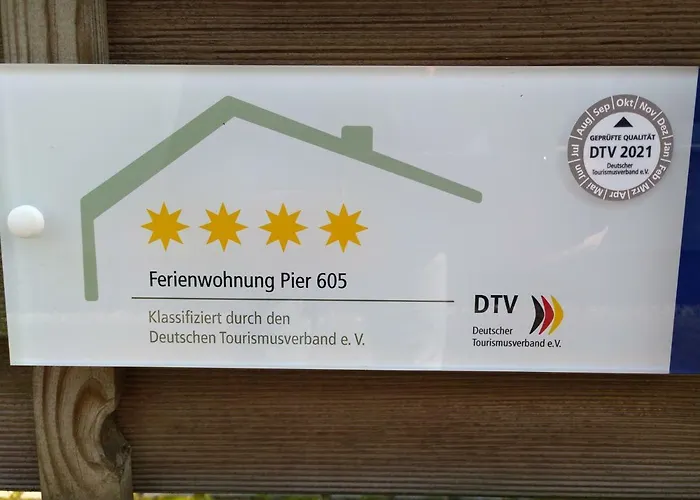 Jan Feb Mrz Apr Mai Jun Jul Aug Sep Okt Nov Dez
GEPRÜFTE QUALITÄT
DTV 2021
Deutscher
Tourismusverband e.V.
Ferienwohnung Pier 605
Klassifiziert durch den
Deutschen Tourismusverband e. V.
DTV
Deutscher
Tourismusverband e.V.